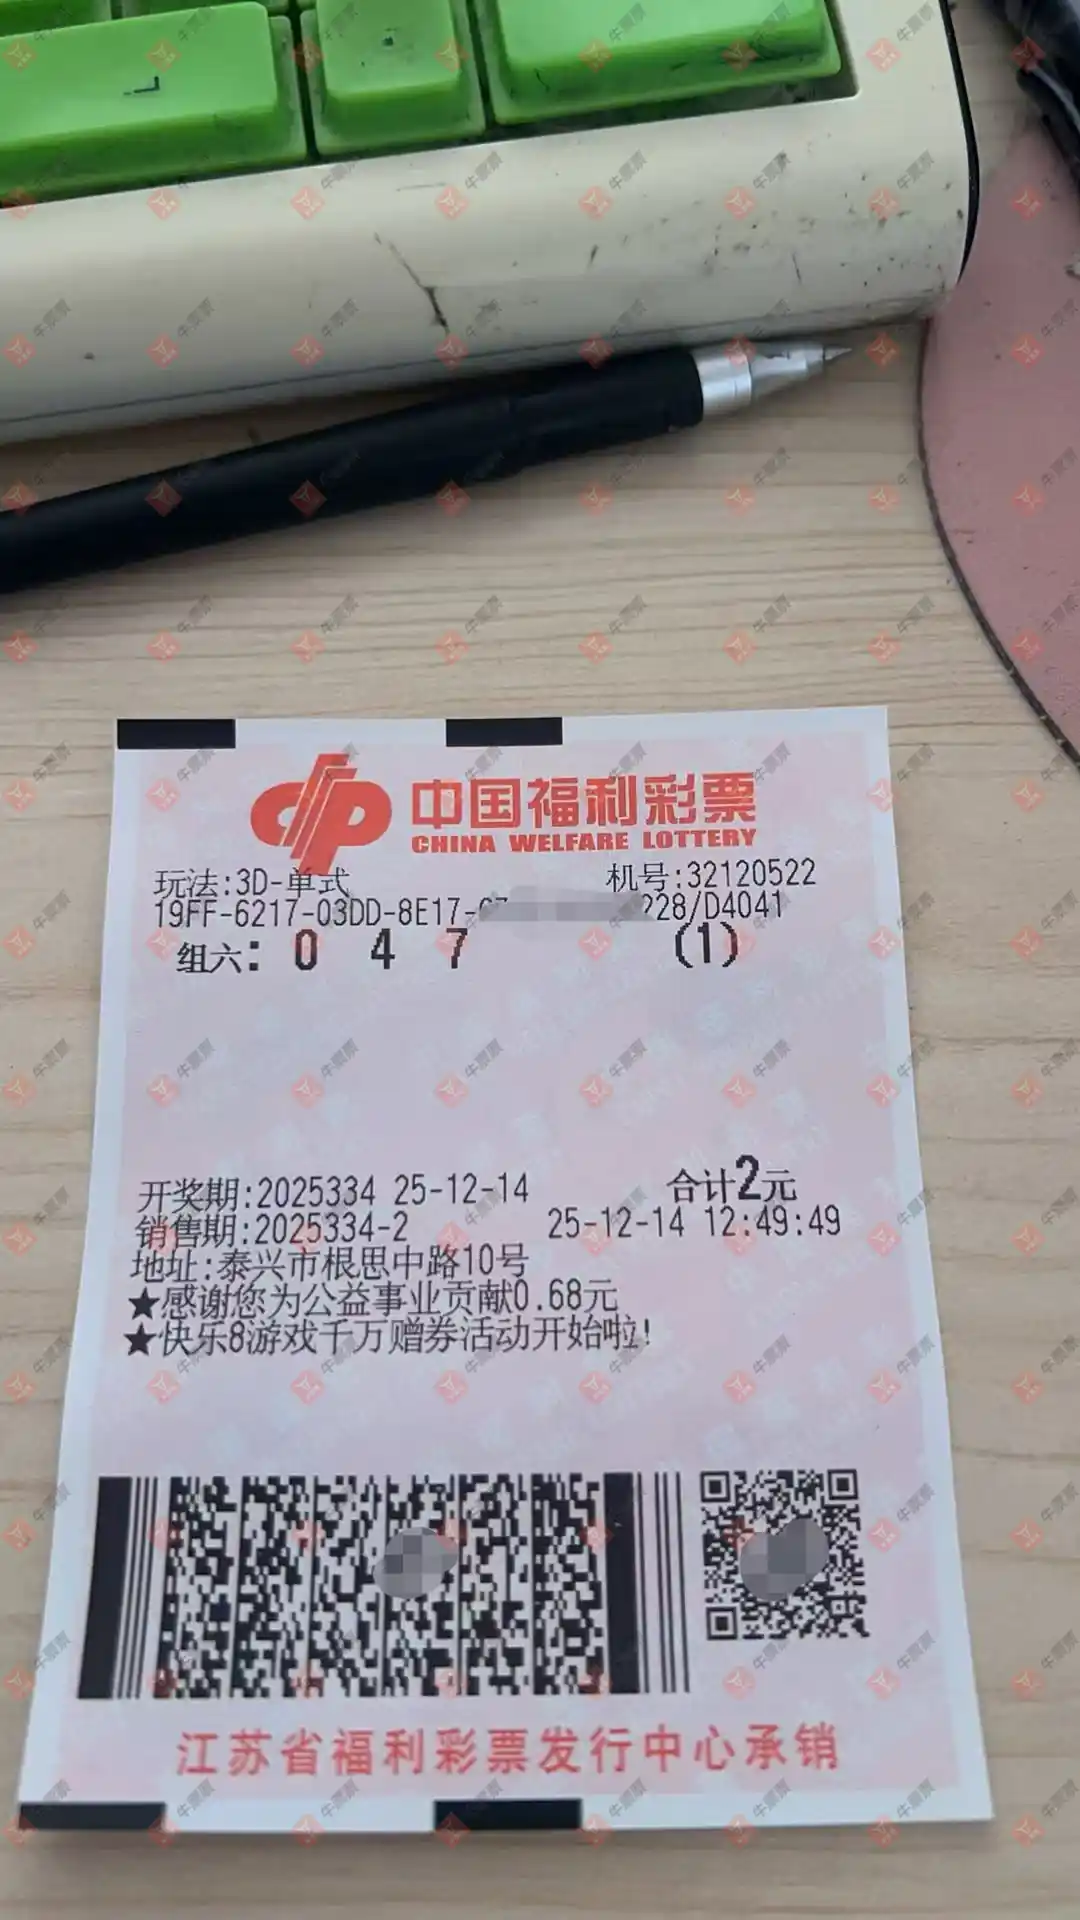 中国福利彩票
CHINA WELFARE LOTTERY
玩法:3D-单式 机号:32120522
19FF-6217-03DD-8E17- 228/D4041
组六: 0 4 7 (1)
开奖期:2025334 25-12-14 合计2元
销售期:2025334-2 25-12-14 12:49:49
地址:泰兴市根思中路10号
★感谢您为公益事业贡献0.68元
★快乐8游戏千万赠券活动开始啦!
江苏省福利彩票发行中心承销
牛票票